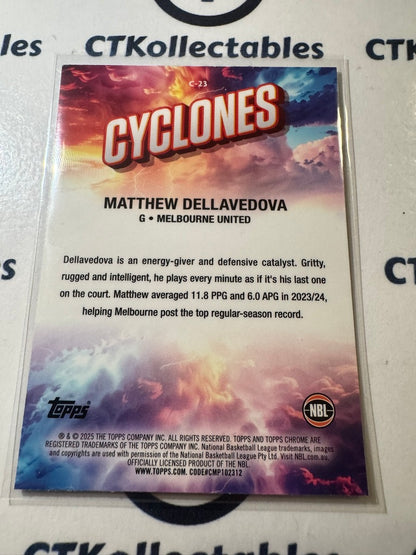 CTKollectables CTKolle
C-23
CYCLONES
MATTHEW DELLAVEDOVA
G • MELBOURNE UNITED
Dellavedova is an energy-giver and defensive catalyst. Gritty,
rugged and intelligent, he plays every minute as if it's his last one
on the court. Matthew averaged 11.8 PPG and 6.0 APG in 2023/24,
helping Melbourne post the top regular-season record.
Topps
NBL
® & © 2025 THE TOPPS COMPANY INC. ALL RIGHTS RESERVED. TOPPS AND TOPPS CHROME ARE
REGISTERED TRADEMARKS OF THE TOPPS COMPANY INC. National Basketball League trademarks, images
and copyrights are used with permission of the National Basketball League Pty Ltd. Visit NBL.com.au.
OFFICIALLY LICENSED PRODUCT OF THE NBL.
WWW.TOPPS.COM. CODE#CMP102312
CTKollectables